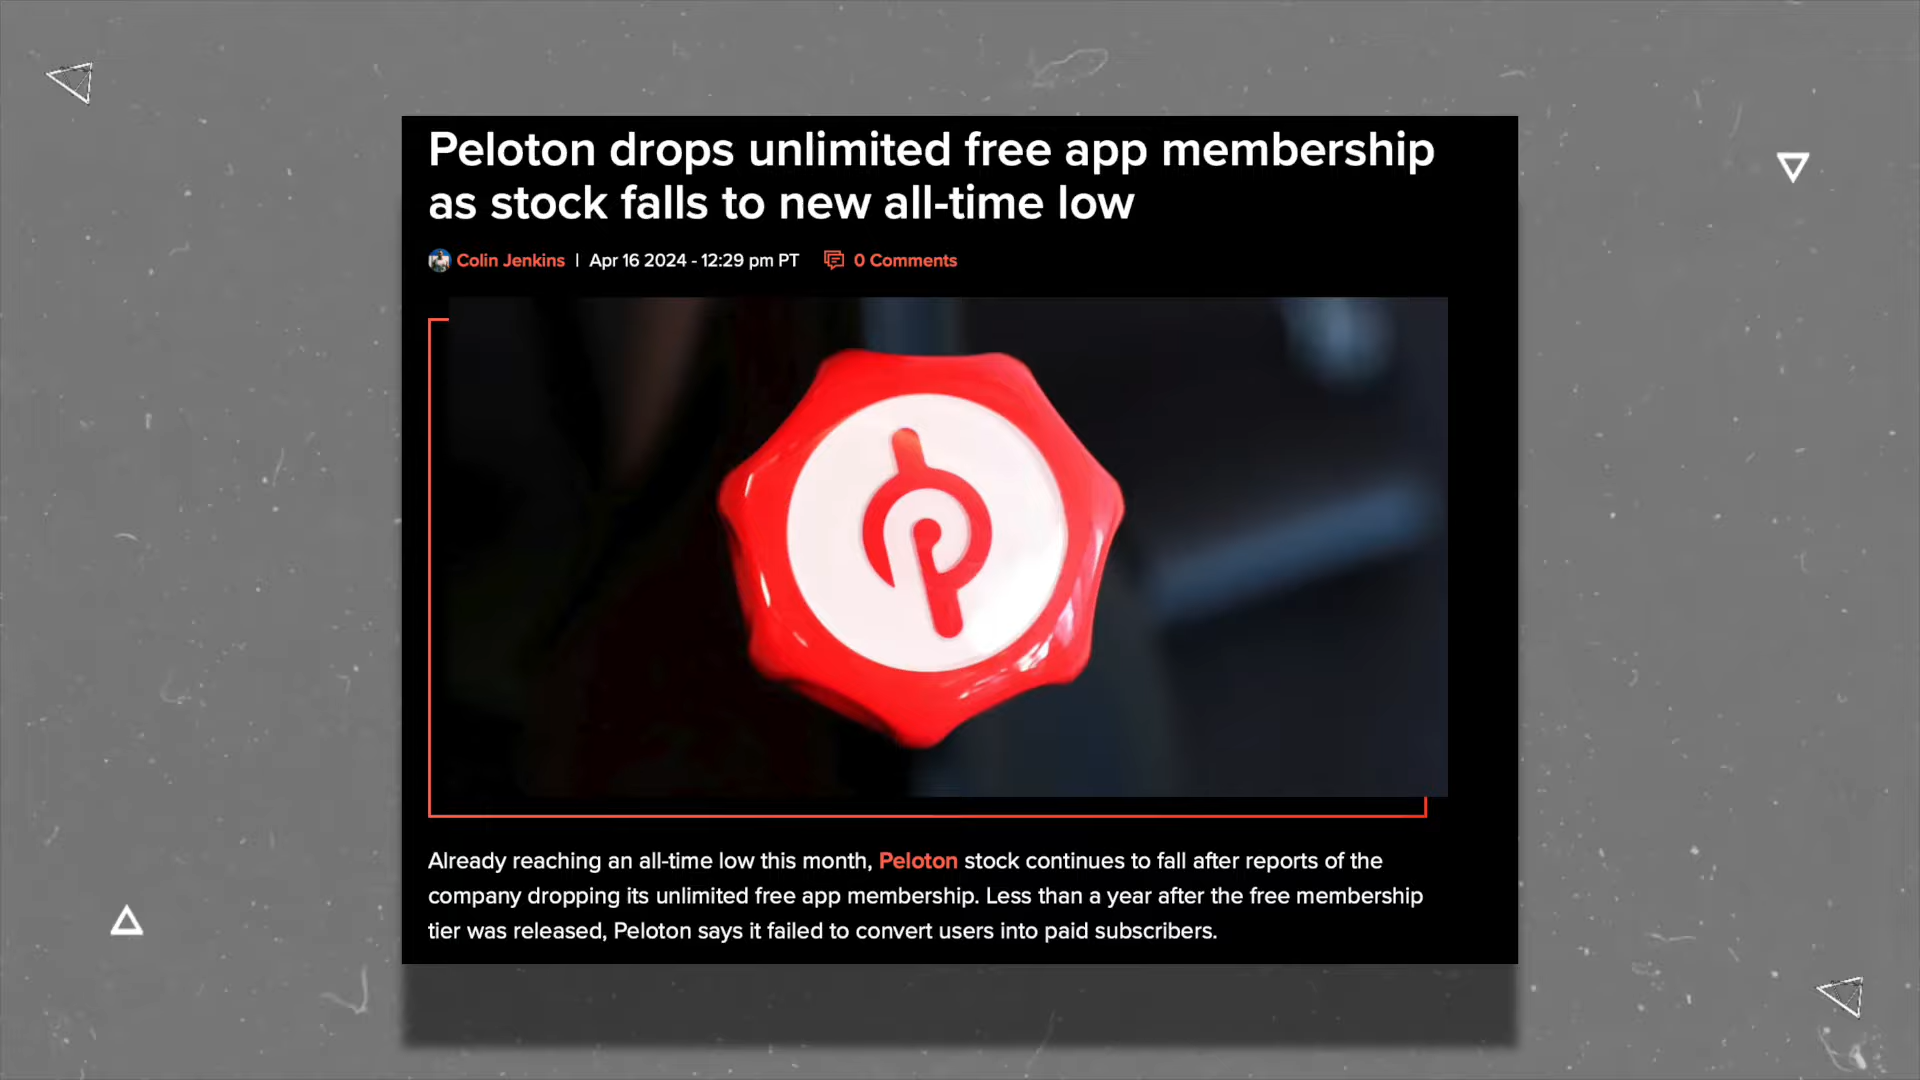 Peloton drops unlimited free app membership
as stock falls to new all-time low
Colin Jenkins | Apr 16 2024 - 12:29 pm PT 0 Comments
Already reaching an all-time low this month, Peloton stock continues to fall after reports of the
company dropping its unlimited free app membership. Less than a year after the free membership
tier was released, Peloton says it failed to convert users into paid subscribers.